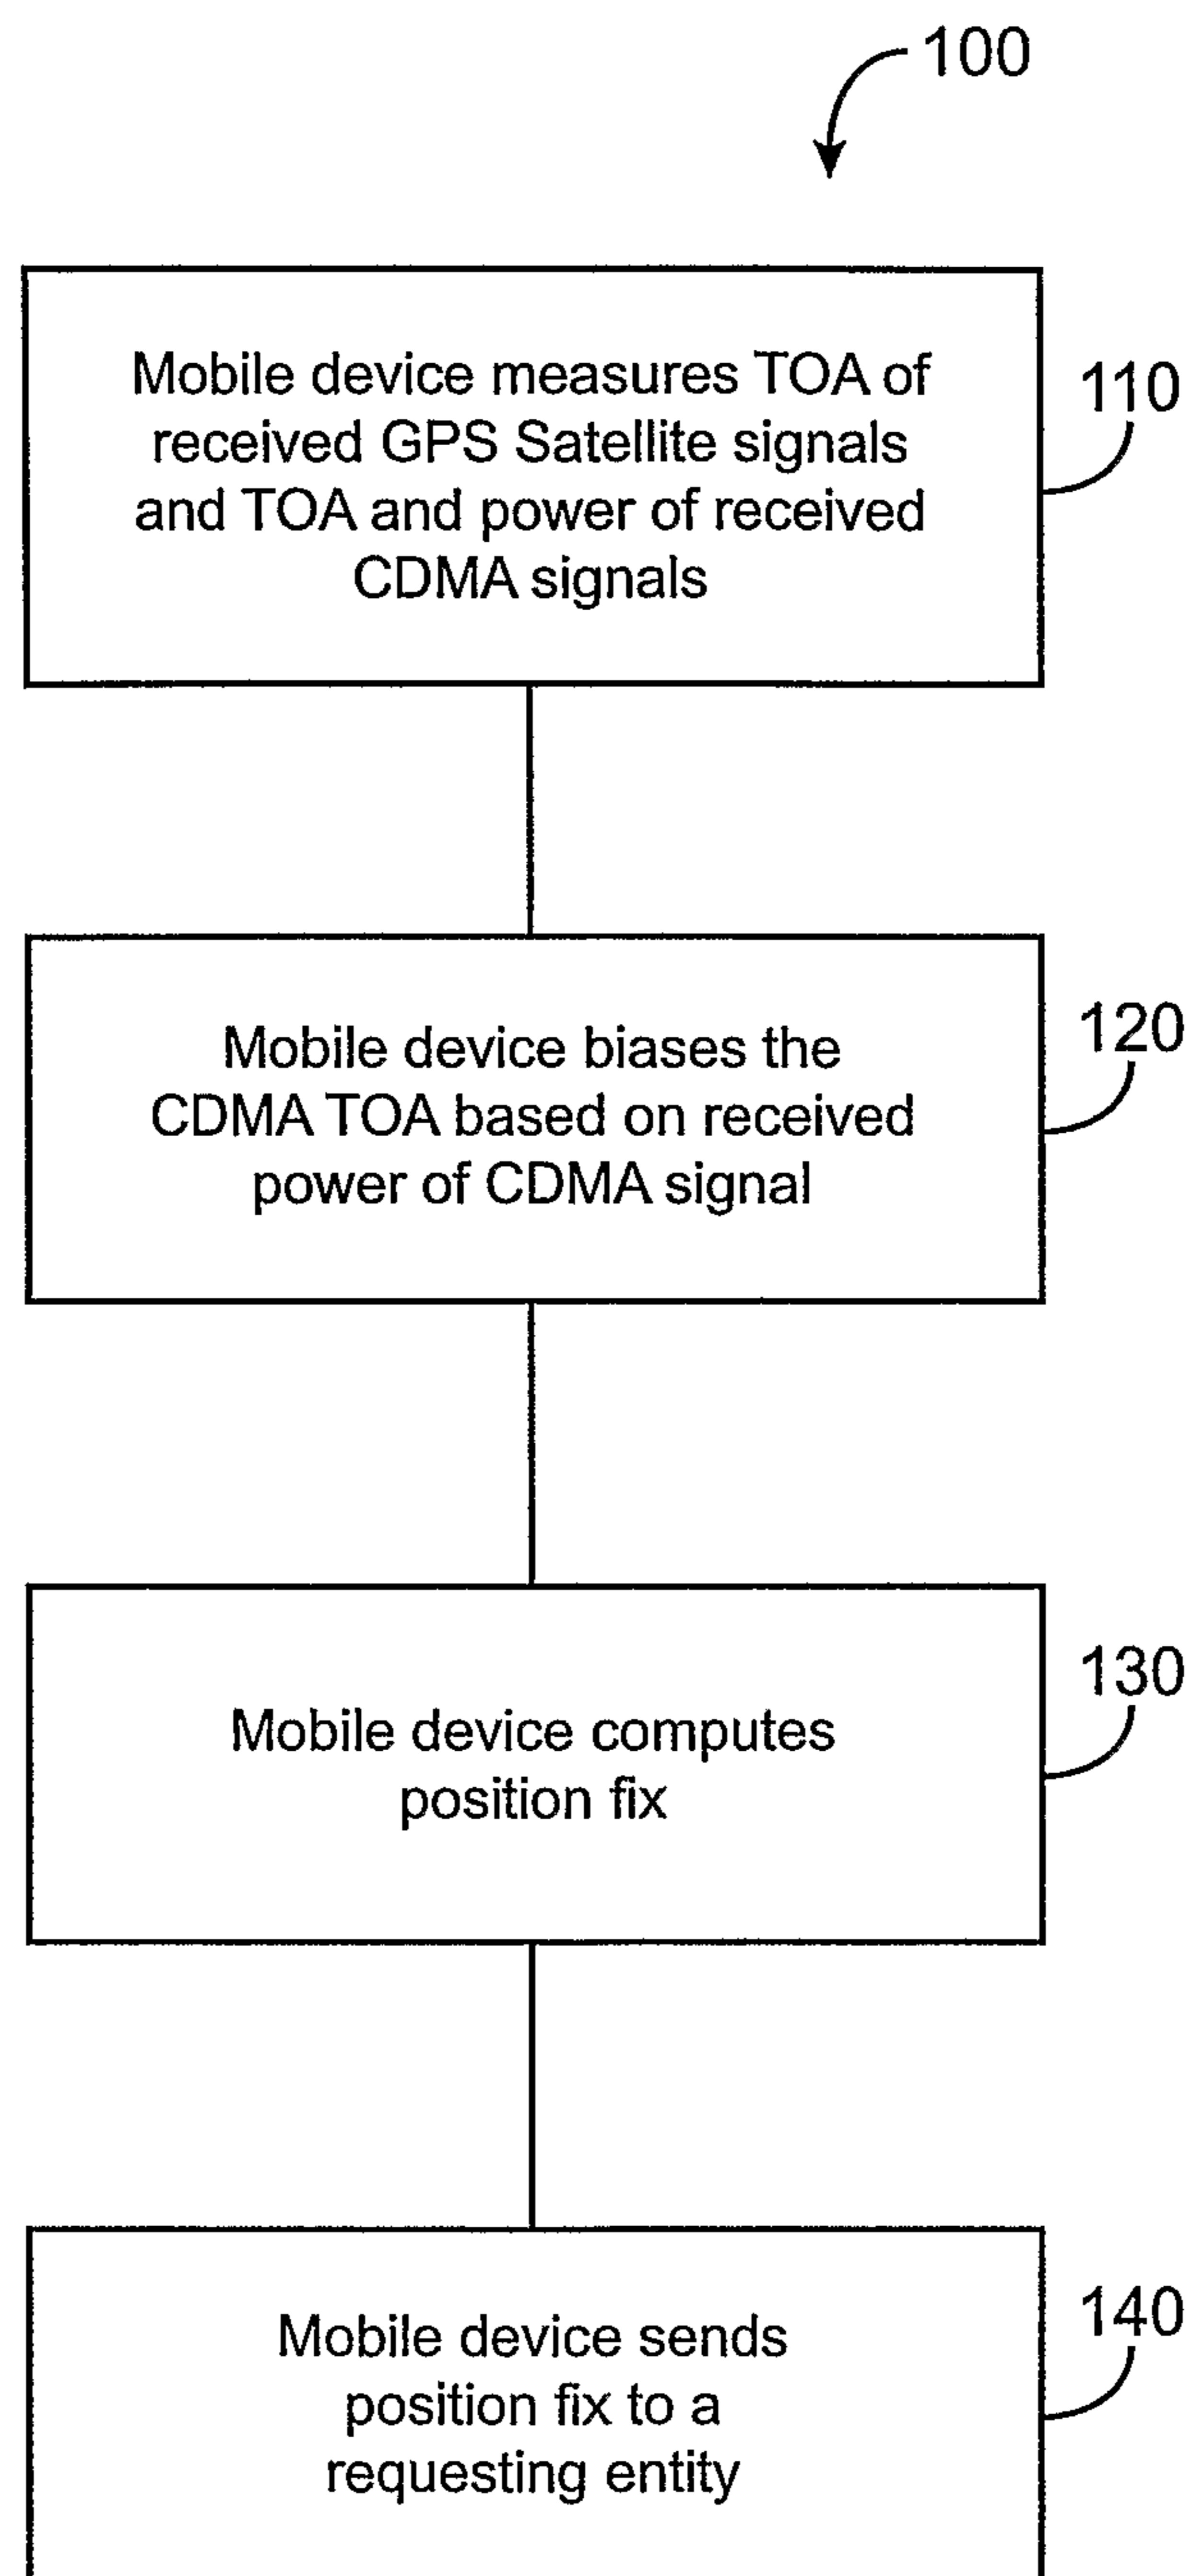 100
Mobile device measures TOA of
received GPS Satellite signals
and TOA and power of received
CDMA signals
110
Mobile device biases the
CDMA TOA based on received
power of CDMA signal
120
Mobile device computes
position fix
130
Mobile device sends
position fix to a
requesting entity
140